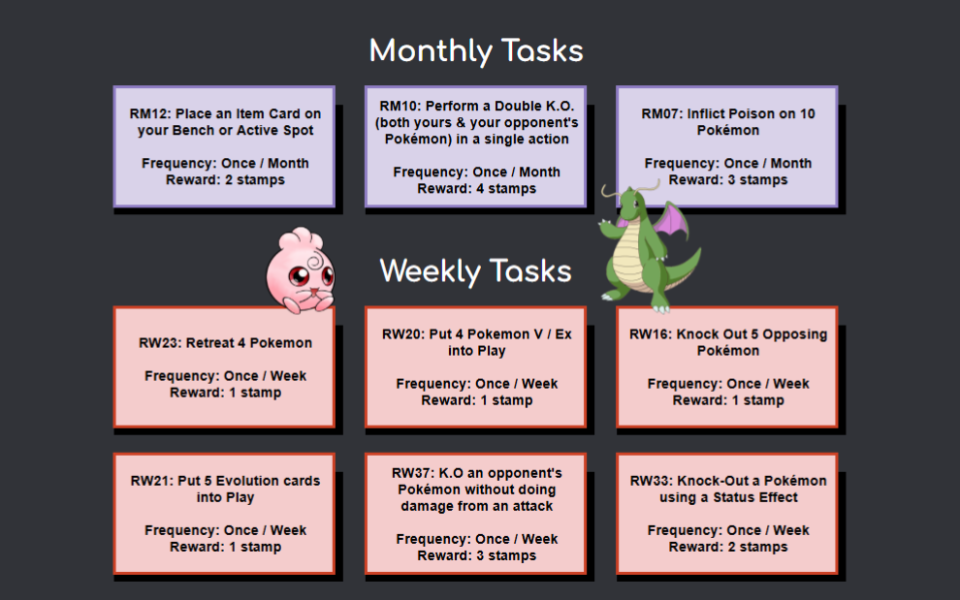 Monthly Tasks
RM12: Place an Item Card on
your Bench or Active Spot
Frequency: Once / Month
Reward: 2 stamps
RM10: Perform a Double K.O.
(both yours & your opponent's
Pokémon) in a single action
Frequency: Once / Month
Reward: 4 stamps
RM07: Inflict Poison on 10
Pokémon
Frequency: Once / Month
Reward: 3 stamps
Weekly Tasks
RW23: Retreat 4 Pokemon
Frequency: Once / Week
Reward: 1 stamp
RW20: Put 4 Pokemon V / Ex
into Play
Frequency: Once / Week
Reward: 1 stamp
RW16: Knock Out 5 Opposing
Pokémon
Frequency: Once / Week
Reward: 1 stamp
RW21: Put 5 Evolution cards
into Play
Frequency: Once / Week
Reward: 1 stamp
RW37: K.O an opponent's
Pokémon without doing
damage from an attack
Frequency: Once / Week
Reward: 3 stamps
RW33: Knock-Out a Pokémon
using a Status Effect
Frequency: Once / Week
Reward: 2 stamps